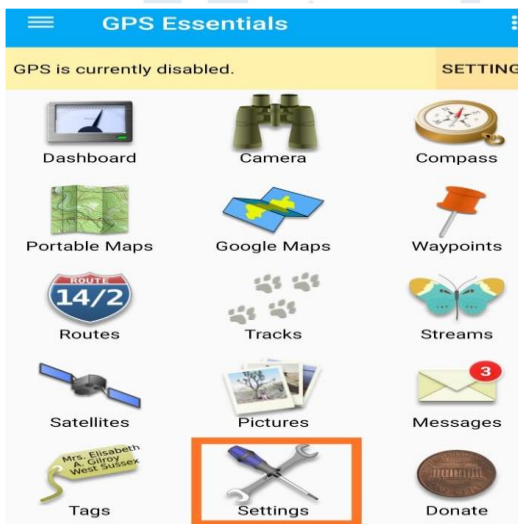 GPS Essentials
GPS is currently disabled. SETTING
Dashboard Camera Compass
Portable Maps Google Maps Waypoints
ROUTE
14/2
Routes Tracks Streams
3
Satellites Pictures Messages
Mrs. Elisabeth
A. Gilroy
West Sussex
Tags Settings Donate